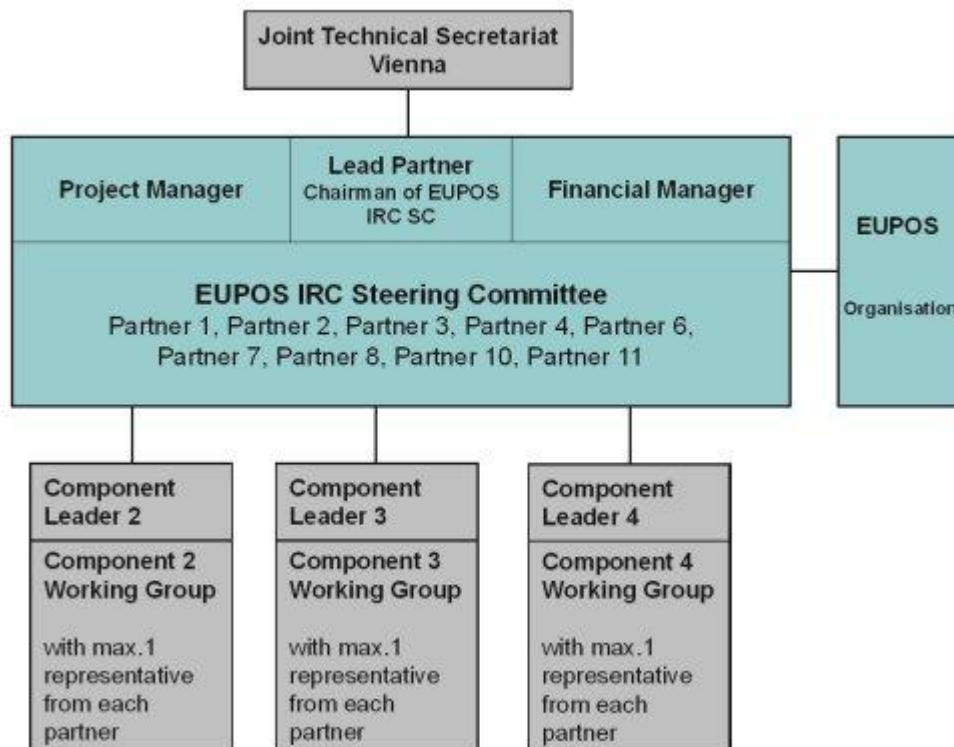 Joint Technical Secretariat
Vienna
Project Manager
Lead Partner
Chairman of EUPOS
IRC SC
Financial Manager
EUPOS IRC Steering Committee
Partner 1, Partner 2, Partner 3, Partner 4, Partner 6,
Partner 7, Partner 8, Partner 10, Partner 11
EUPOS
Organisation
Component
Leader 2
Component 2
Working Group
with max.1
representative
from each
partner
Component
Leader 3
Component 3
Working Group
with max.1
representative
from each
partner
Component
Leader 4
Component 4
Working Group
with max.1
representative
from each
partner